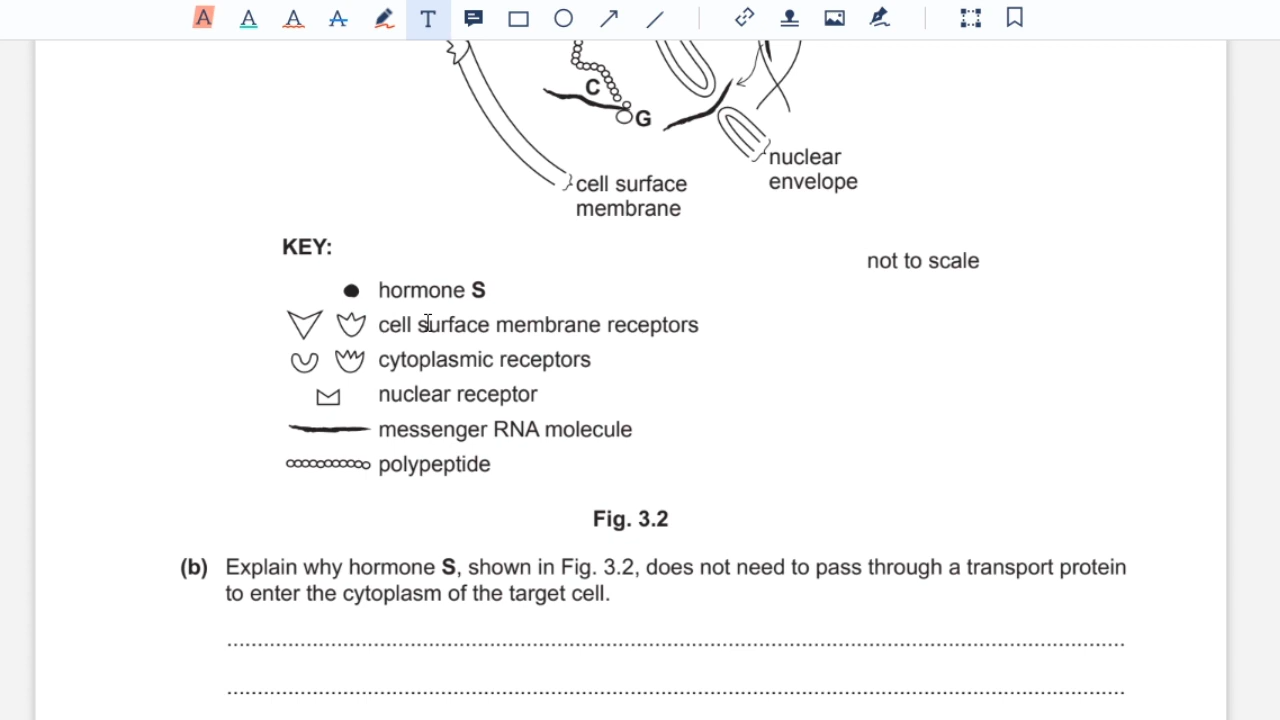 A A A A T
C
G
nuclear
envelope
cell surface
membrane
KEY:
not to scale
hormone S
cell surface membrane receptors
cytoplasmic receptors
nuclear receptor
messenger RNA molecule
polypeptide
Fig. 3.2
(b) Explain why hormone S, shown in Fig. 3.2, does not need to pass through a transport protein
to enter the cytoplasm of the target cell.